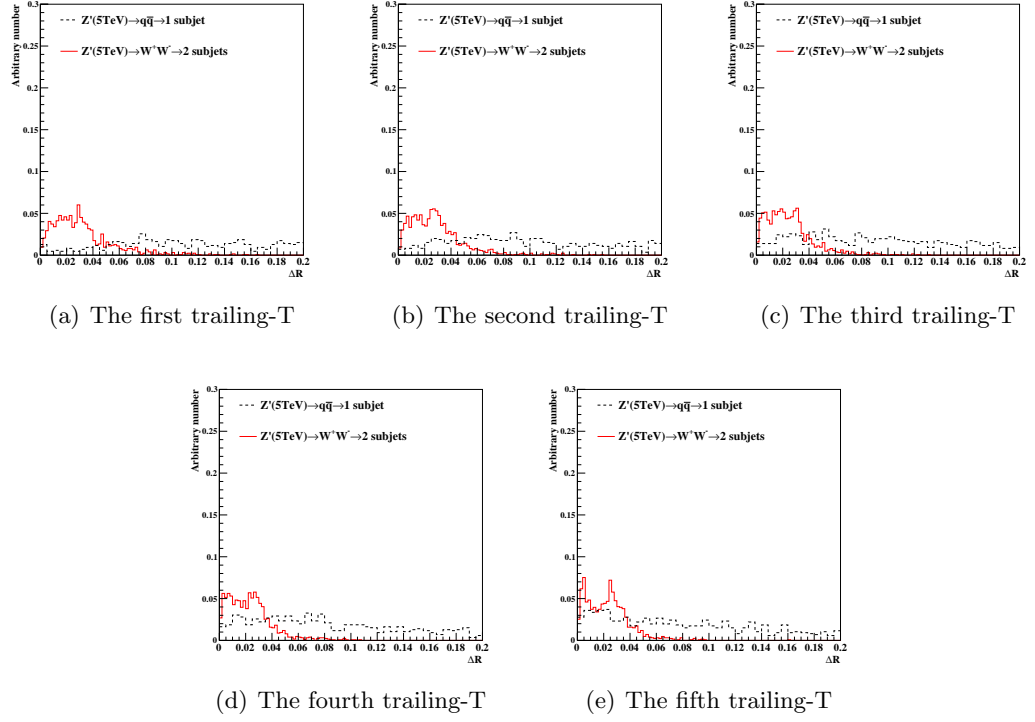 Arbitrary number
0.3
0.25
0.2
0.15
0.1
0.05
0
Z'(5TeV)→qq̅→1 subjet
Z'(5TeV)→W⁺W⁻→2 subjets
0 0.02 0.04 0.06 0.08 0.1 0.12 0.14 0.16 0.18 0.2
ΔR
(a) The first trailing-T
Arbitrary number
0.3
0.25
0.2
0.15
0.1
0.05
0
Z'(5TeV)→qq̅→1 subjet
Z'(5TeV)→W⁺W⁻→2 subjets
0 0.02 0.04 0.06 0.08 0.1 0.12 0.14 0.16 0.18 0.2
ΔR
(b) The second trailing-T
Arbitrary number
0.3
0.25
0.2
0.15
0.1
0.05
0
Z'(5TeV)→qq̅→1 subjet
Z'(5TeV)→W⁺W⁻→2 subjets
0 0.02 0.04 0.06 0.08 0.1 0.12 0.14 0.16 0.18 0.2
ΔR
(c) The third trailing-T
Arbitrary number
0.3
0.25
0.2
0.15
0.1
0.05
0
Z'(5TeV)→qq̅→1 subjet
Z'(5TeV)→W⁺W⁻→2 subjets
0 0.02 0.04 0.06 0.08 0.1 0.12 0.14 0.16 0.18 0.2
ΔR
(d) The fourth trailing-T
Arbitrary number
0.3
0.25
0.2
0.15
0.1
0.05
0
Z'(5TeV)→qq̅→1 subjet
Z'(5TeV)→W⁺W⁻→2 subjets
0 0.02 0.04 0.06 0.08 0.1 0.12 0.14 0.16 0.18 0.2
ΔR
(e) The fifth trailing-T